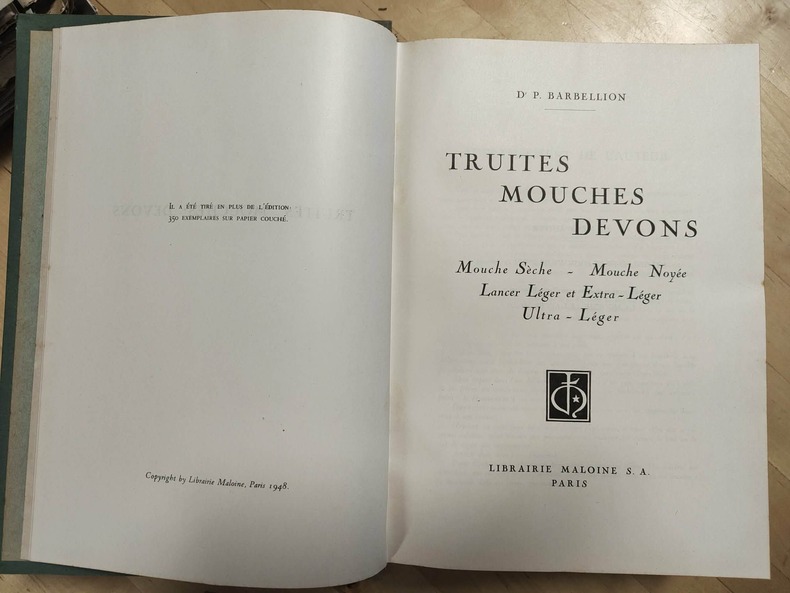 Il a été tiré en plus de l'édition:
350 exemplaires sur papier couché.
Copyright by Librairie Maloine, Paris 1948.
Dr P. BARBELLION
TRUITES
MOUCHES
DEVONS
Mouche Sèche - Mouche Noyée
Lancer Léger et Extra-Léger
Ultra-Léger
LIBRAIRIE MALOINE S. A.
PARIS